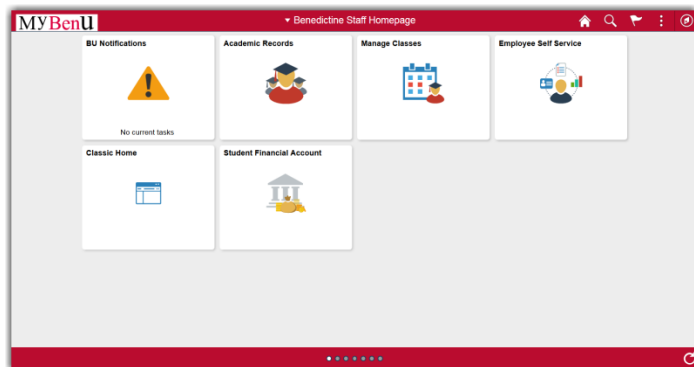 MYBenU
Benedictine Staff Homepage
BU Notifications
Academic Records
Manage Classes
Employee Self Service
No current tasks
Classic Home
Student Financial Account